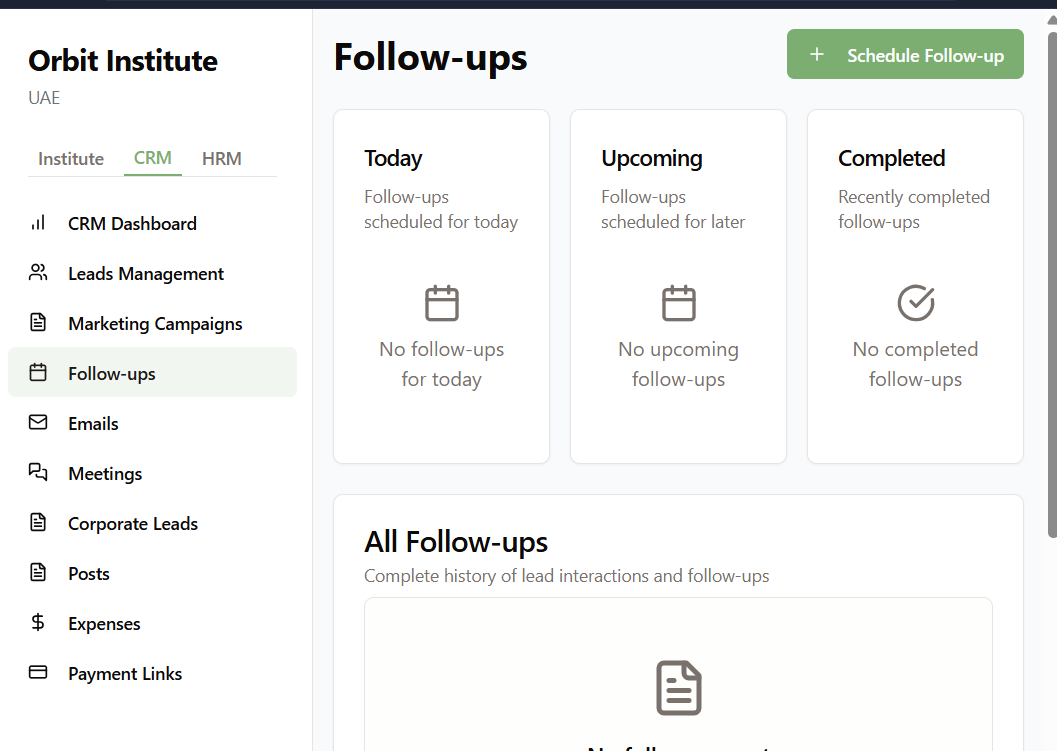 Orbit Institute
UAE
Institute
CRM
HRM
CRM Dashboard
Leads Management
Marketing Campaigns
Follow-ups
Emails
Meetings
Corporate Leads
Posts
Expenses
Payment Links
Follow-ups
Schedule Follow-up
Today
Follow-ups
scheduled for today
No follow-ups
for today
Upcoming
Follow-ups
scheduled for later
No upcoming
follow-ups
Completed
Recently completed
follow-ups
No completed
follow-ups
All Follow-ups
Complete history of lead interactions and follow-ups